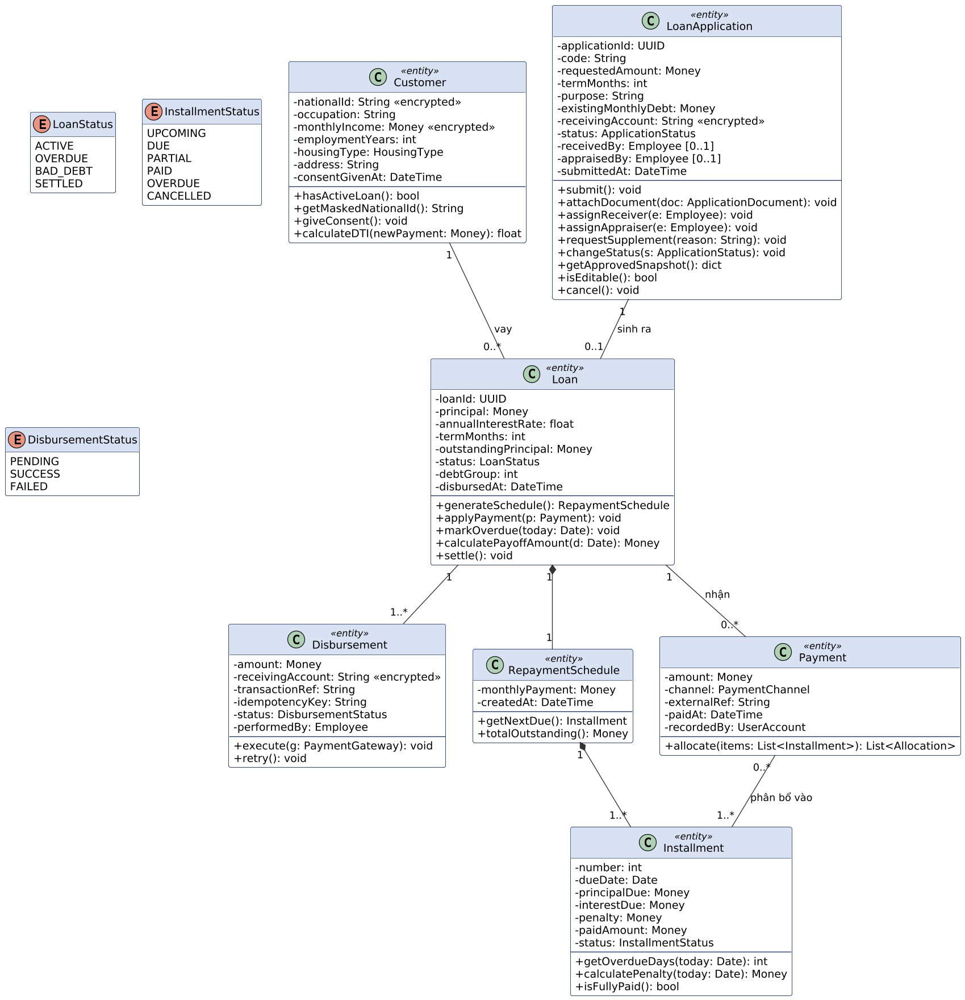 E LoanStatus
ACTIVE
OVERDUE
BAD_DEBT
SETTLED
E InstallmentStatus
UPCOMING
DUE
PARTIAL
PAID
OVERDUE
CANCELLED
C «entity»
Customer
-nationalId: String «encrypted»
-occupation: String
-monthlyIncome: Money «encrypted»
-employmentYears: int
-housingType: HousingType
-address: String
-consentGivenAt: DateTime
+hasActiveLoan(): bool
+getMaskedNationalId(): String
+giveConsent(): void
+calculateDTI(newPayment: Money): float
C «entity»
LoanApplication
-applicationId: UUID
-code: String
-requestedAmount: Money
-termMonths: int
-purpose: String
-existingMonthlyDebt: Money
-receivingAccount: String «encrypted»
-status: ApplicationStatus
-receivedBy: Employee [0..1]
-appraisedBy: Employee [0..1]
-submittedAt: DateTime
+submit(): void
+attachDocument(doc: ApplicationDocument): void
+assignReceiver(e: Employee): void
+assignAppraiser(e: Employee): void
+requestSupplement(reason: String): void
+changeStatus(s: ApplicationStatus): void
+getApprovedSnapshot(): dict
+isEditable(): bool
+cancel(): void
1
vay
0..*
1
sinh ra
0..1
E DisbursementStatus
PENDING
SUCCESS
FAILED
C «entity»
Loan
-loanId: UUID
-principal: Money
-annualInterestRate: float
-termMonths: int
-outstandingPrincipal: Money
-status: LoanStatus
-debtGroup: int
-disbursedAt: DateTime
+generateSchedule(): RepaymentSchedule
+applyPayment(p: Payment): void
+markOverdue(today: Date): void
+calculatePayoffAmount(d: Date): Money
+settle(): void
1
1..*
1
1
1
nhận
0..*
C «entity»
Disbursement
-amount: Money
-receivingAccount: String «encrypted»
-transactionRef: String
-idempotencyKey: String
-status: DisbursementStatus
-performedBy: Employee
+execute(g: PaymentGateway): void
+retry(): void
C «entity»
RepaymentSchedule
-monthlyPayment: Money
-createdAt: DateTime
+getNextDue(): Installment
+totalOutstanding(): Money
C «entity»
Payment
-amount: Money
-channel: PaymentChannel
-externalRef: String
-paidAt: DateTime
-recordedBy: UserAccount
+allocate(items: List<Installment>): List<Allocation>
1
1..*
0..*
phân bổ vào
1..*
C «entity»
Installment
-number: int
-dueDate: Date
-principalDue: Money
-interestDue: Money
-penalty: Money
-paidAmount: Money
-status: InstallmentStatus
+getOverdueDays(today: Date): int
+calculatePenalty(today: Date): Money
+isFullyPaid(): bool